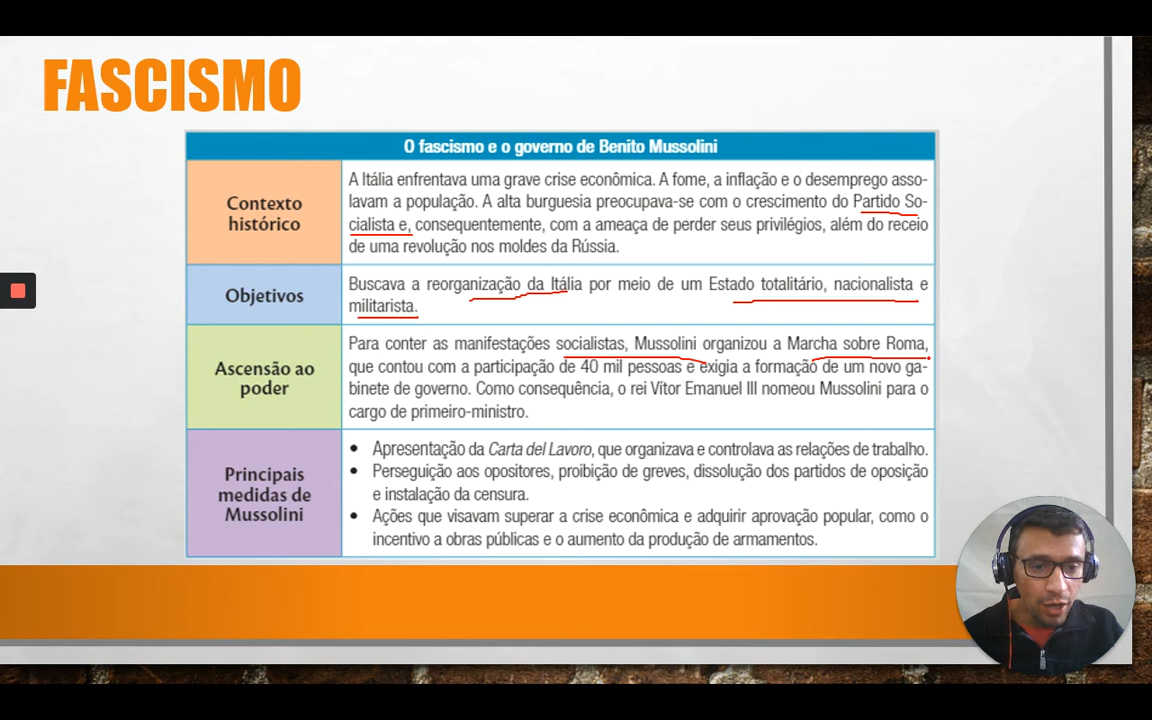 FASCISMO
O fascismo e o governo de Benito Mussolini
Contexto
histórico
A Itália enfrentava uma grave crise econômica. A fome, a inflação e o desemprego asso-
lavam a população. A alta burguesia preocupava-se com o crescimento do Partido So-
cialista e, consequentemente, com a ameaça de perder seus privilégios, além do receio
de uma revolução nos moldes da Rússia.
Objetivos
Buscava a reorganização da Itália por meio de um Estado totalitário, nacionalista e
militarista.
Ascensão ao
poder
Para conter as manifestações socialistas, Mussolini organizou a Marcha sobre Roma,
que contou com a participação de 40 mil pessoas e exigia a formação de um novo ga-
binete de governo. Como consequência, o rei Vítor Emanuel III nomeou Mussolini para o
cargo de primeiro-ministro.
Principais
medidas de
Mussolini
• Apresentação da Carta del Lavoro, que organizava e controlava as relações de trabalho.
• Perseguição aos opositores, proibição de greves, dissolução dos partidos de oposição
e instalação da censura.
• Ações que visavam superar a crise econômica e adquirir aprovação popular, como o
incentivo a obras públicas e o aumento da produção de armamentos.